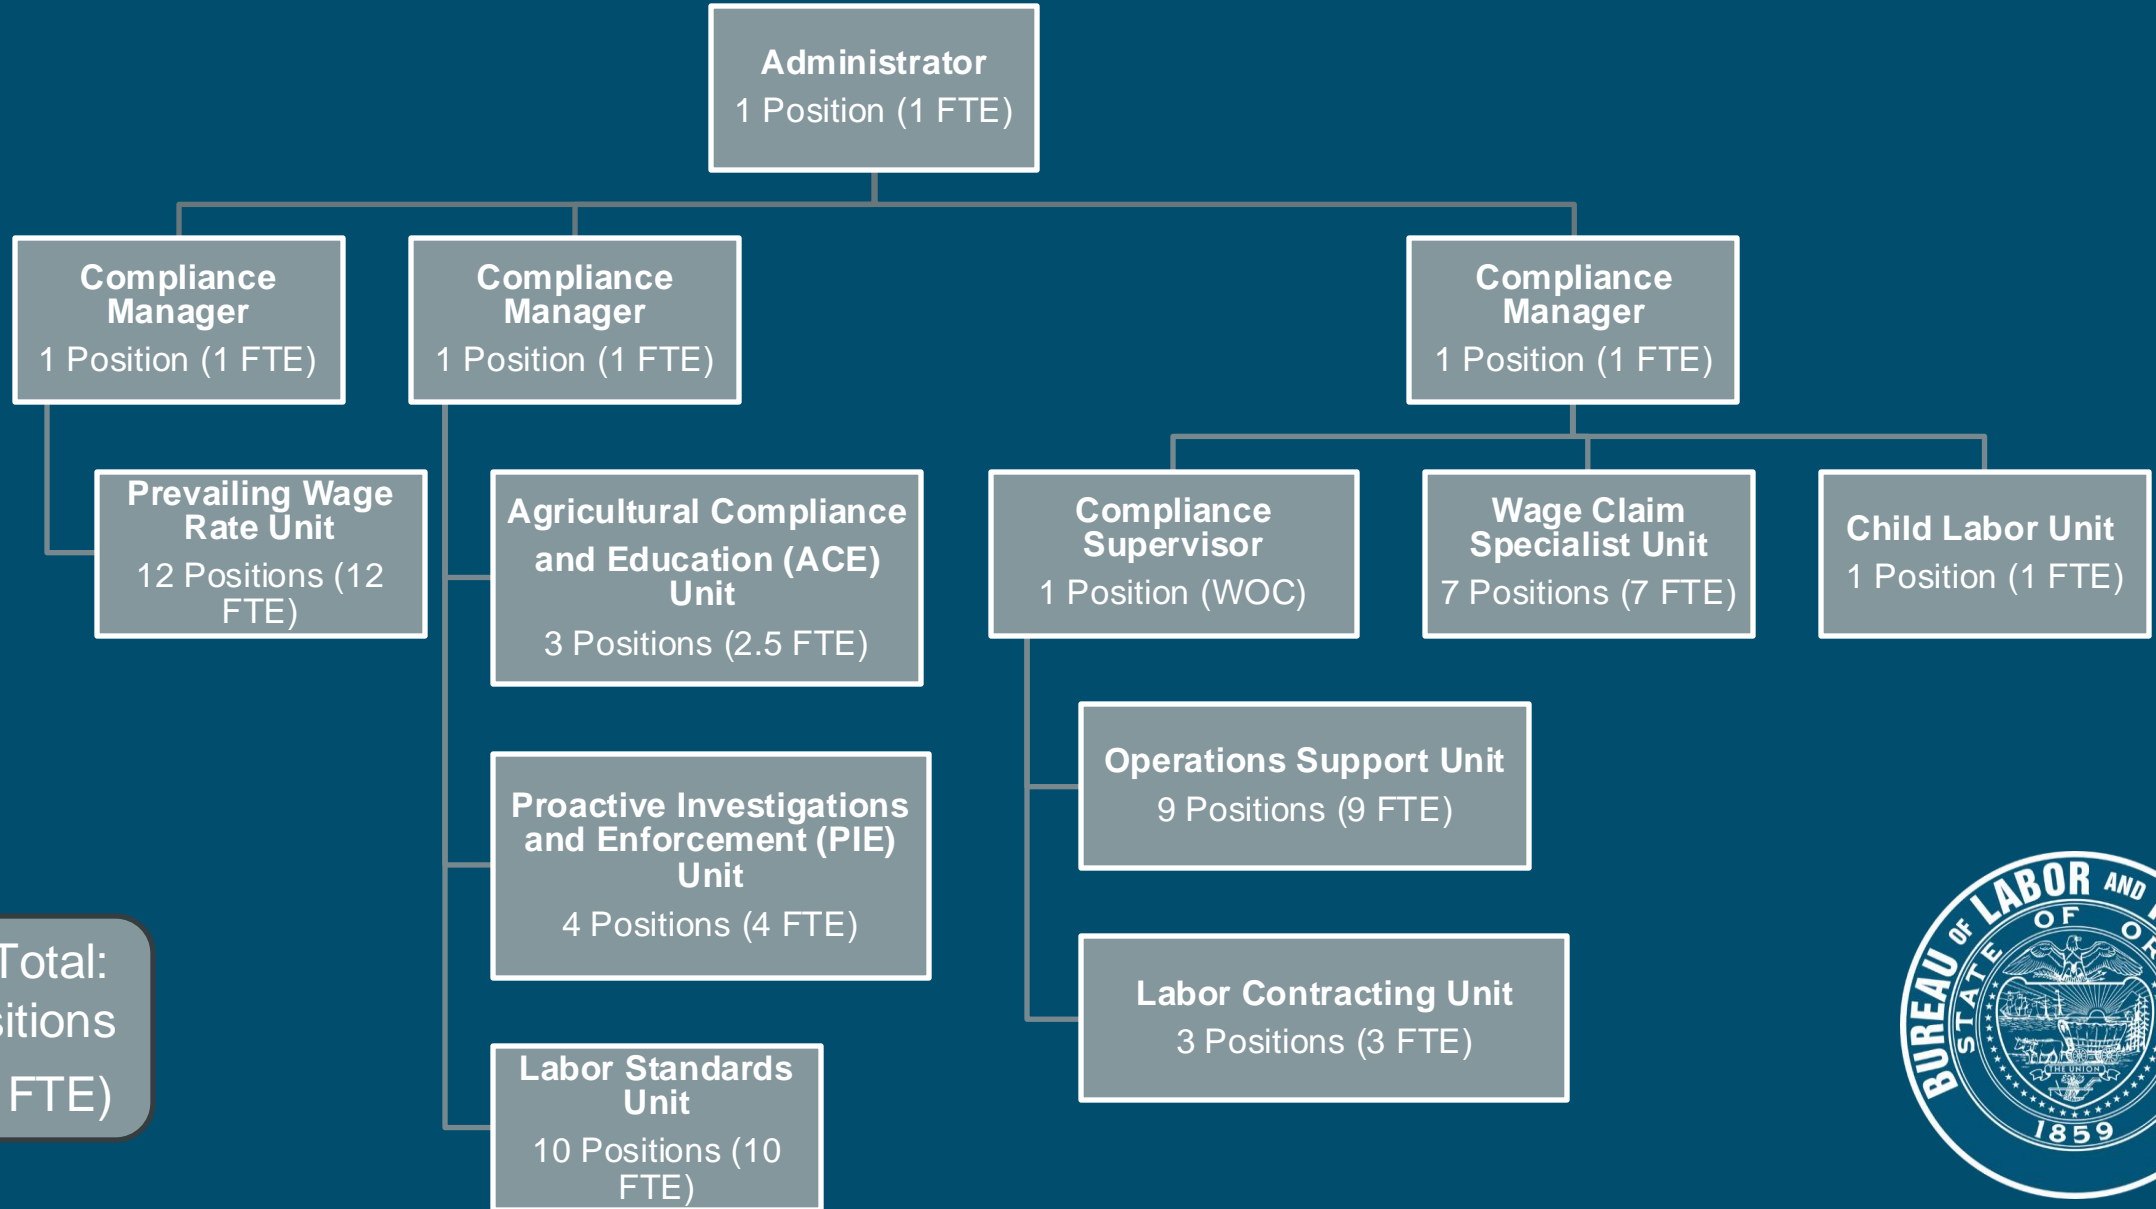 Administrator
1 Position (1 FTE)
Compliance
Manager
1 Position (1 FTE)
Compliance
Manager
1 Position (1 FTE)
Compliance
Manager
1 Position (1 FTE)
Prevailing Wage
Rate Unit
12 Positions (12
FTE)
Agricultural Compliance
and Education (ACE)
Unit
3 Positions (2.5 FTE)
Proactive Investigations
and Enforcement (PIE)
Unit
4 Positions (4 FTE)
Labor Standards
Unit
10 Positions (10
FTE)
Compliance
Supervisor
1 Position (WOC)
Wage Claim
Specialist Unit
7 Positions (7 FTE)
Child Labor Unit
1 Position (1 FTE)
Operations Support Unit
9 Positions (9 FTE)
Labor Contracting Unit
3 Positions (3 FTE)
Total:
sitions
FTE)
BUREAU OF LABOR AND
STATE OF
THE UNION
1859